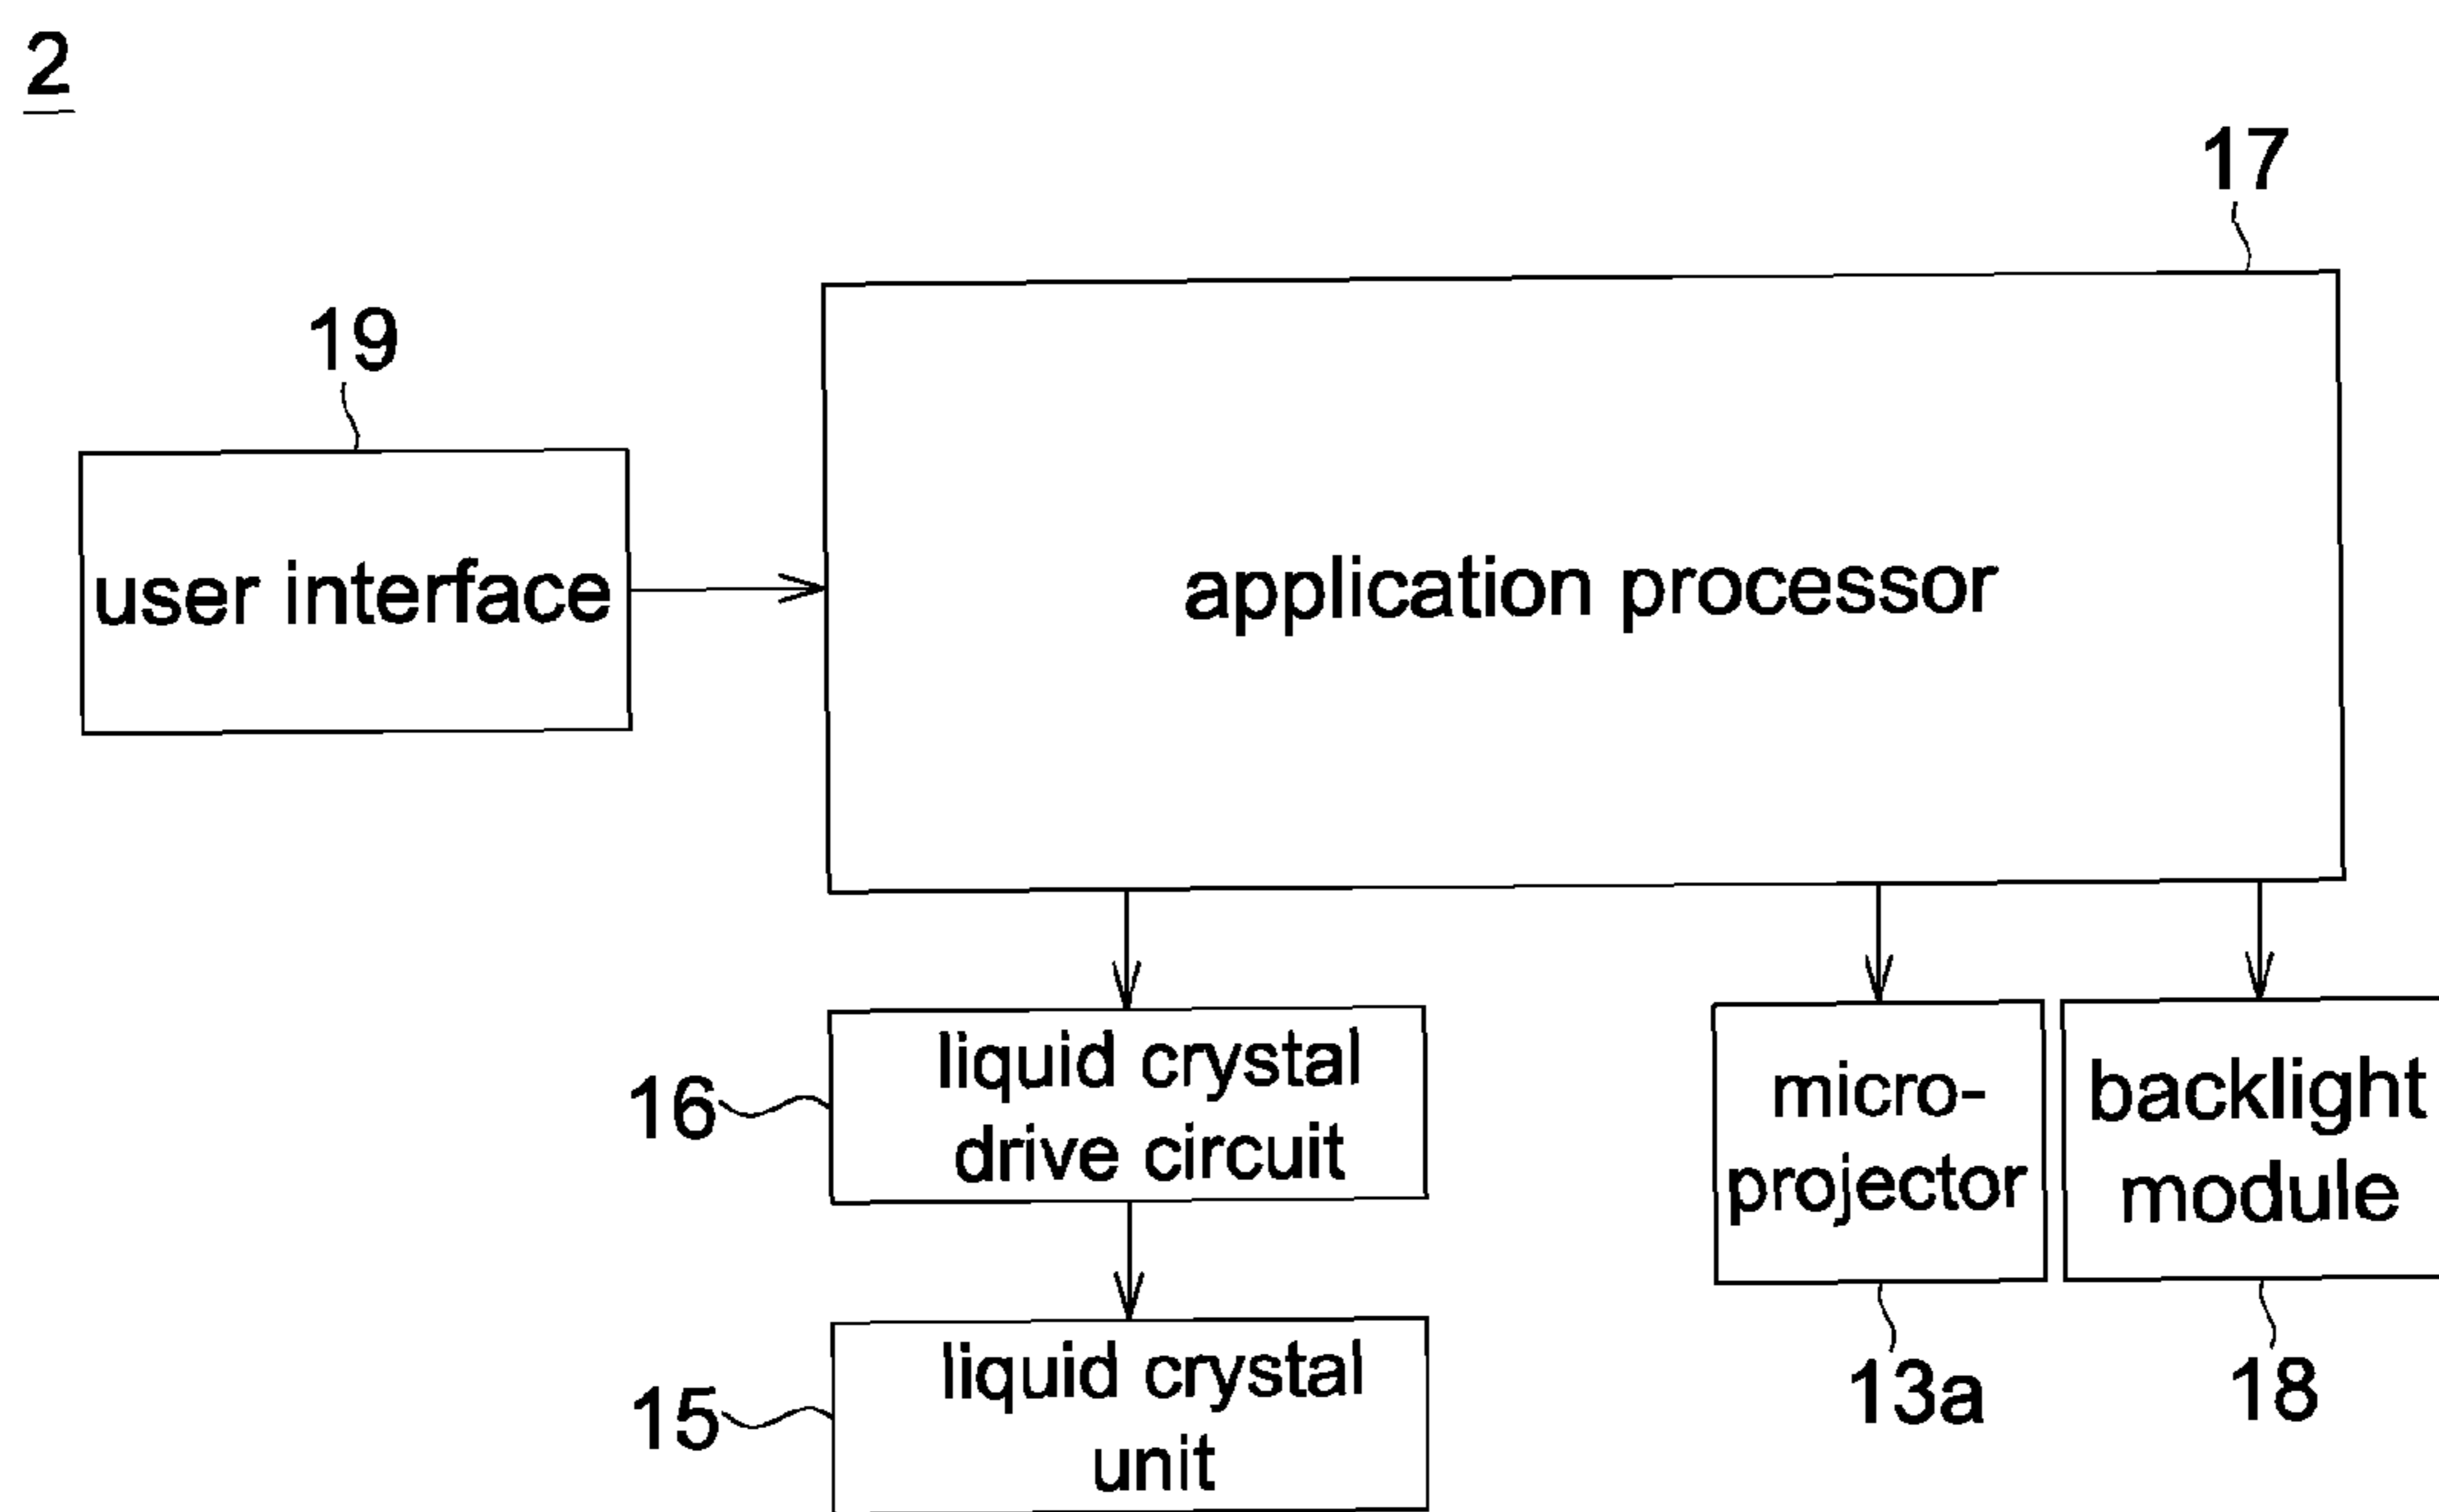 2
17
19
user interface
application processor
16
liquid crystal
drive circuit
micro-
projector
backlight
module
15
liquid crystal
unit
13a
18